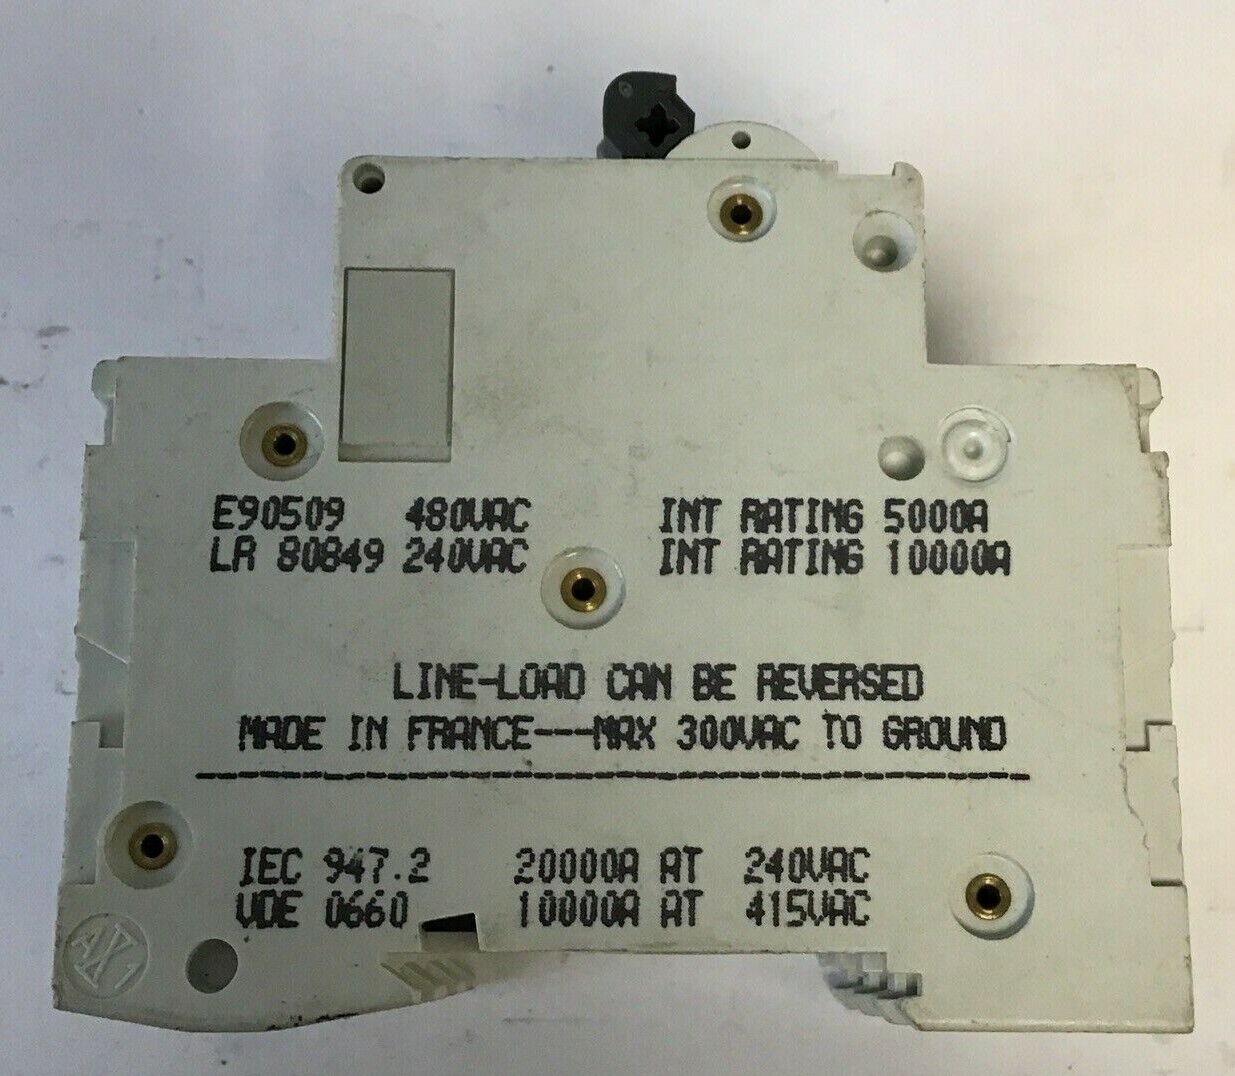 E90509 480VAC INT RATING 5000A
LR 80849 240VAC INT RATING 10000A
LINE-LOAD CAN BE REVERSED
MADE IN FRANCE---MAX 300VAC TO GROUND
IEC 947.2 20000A AT 240VAC
VDE 0660 10000A AT 415VAC